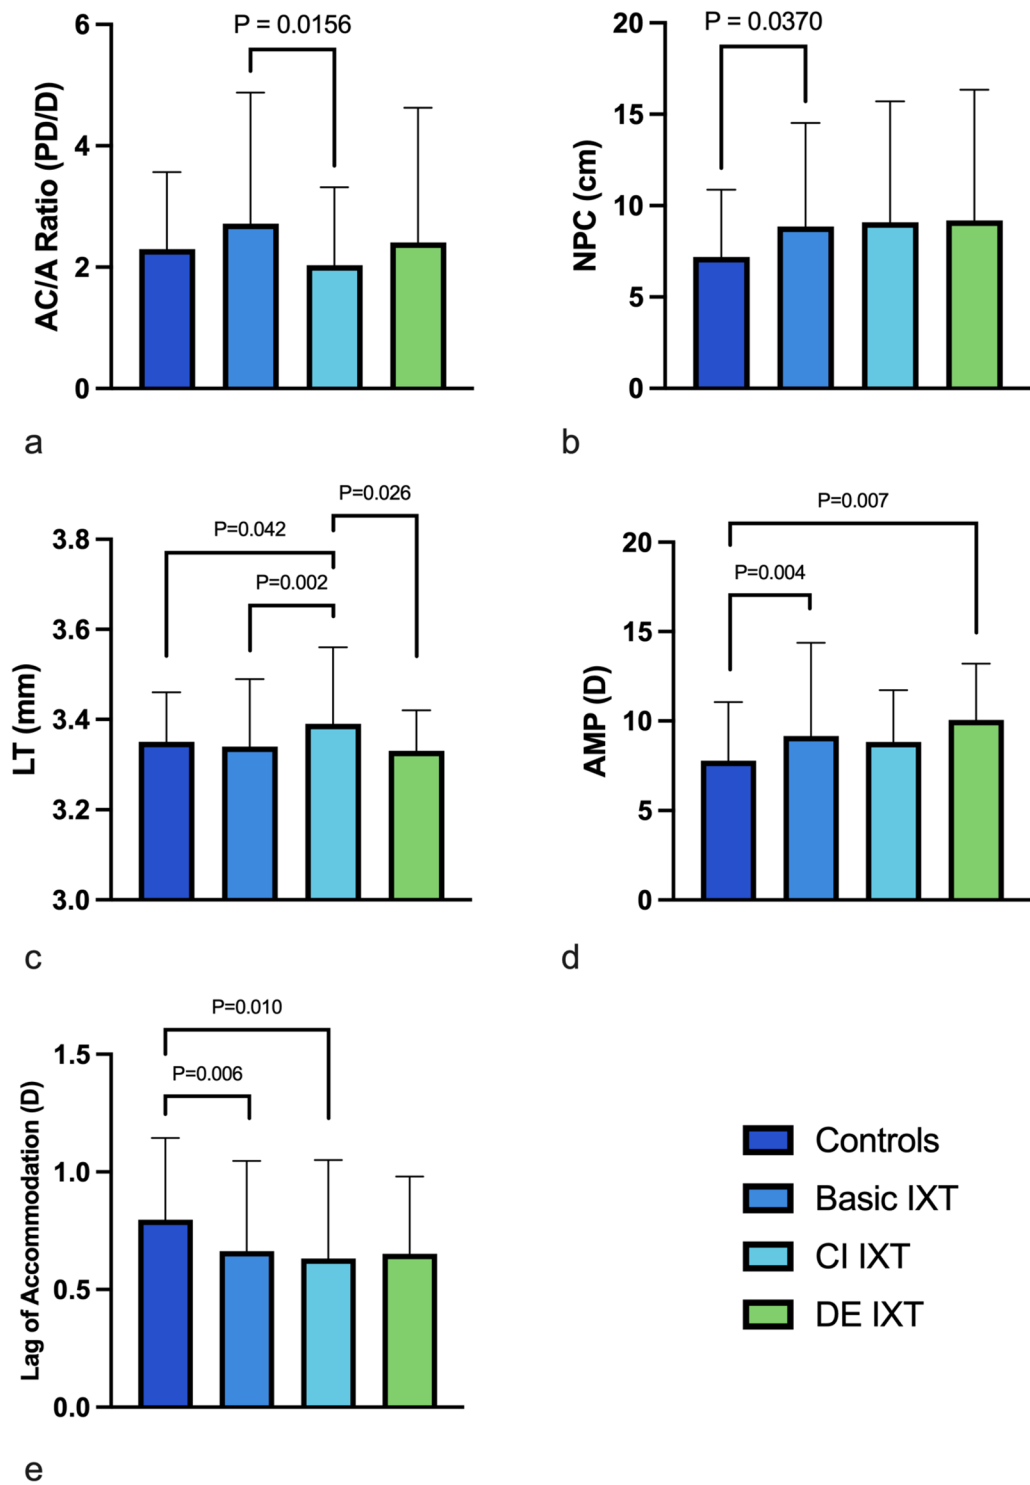 P = 0.0156
AC/A Ratio (PD/D)
6
4
2
0
a
P = 0.0370
NPC (cm)
20
15
10
5
0
b
P=0.026
P=0.042
P=0.002
LT (mm)
3.8
3.6
3.4
3.2
3.0
c
P=0.007
P=0.004
AMP (D)
20
15
10
5
0
d
P=0.010
P=0.006
Lag of Accommodation (D)
1.5
1.0
0.5
0.0
e
Controls
Basic IXT
CI IXT
DE IXT